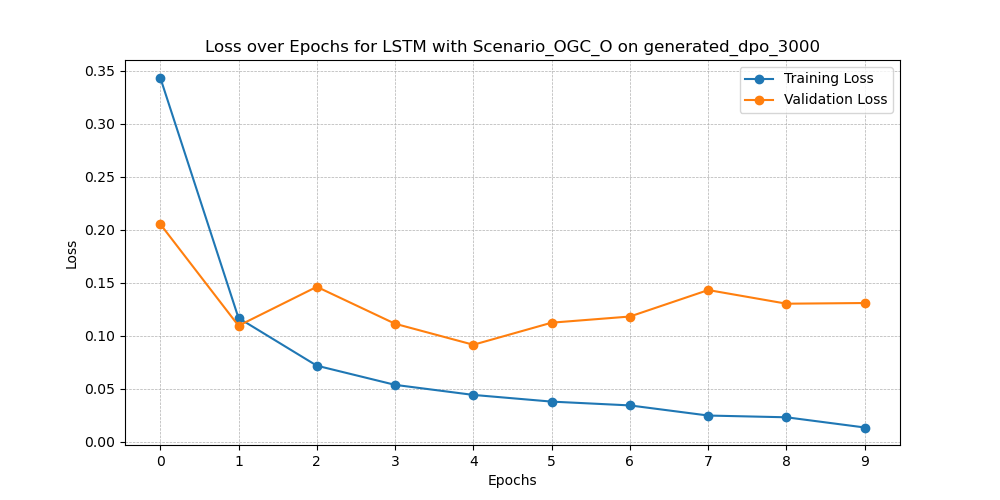 Loss over Epochs for LSTM with Scenario_OGC_O on generated_dpo_3000
Training Loss
Validation Loss
Loss
0.35
0.30
0.25
0.20
0.15
0.10
0.05
0.00
0 1 2 3 4 5 6 7 8 9
Epochs